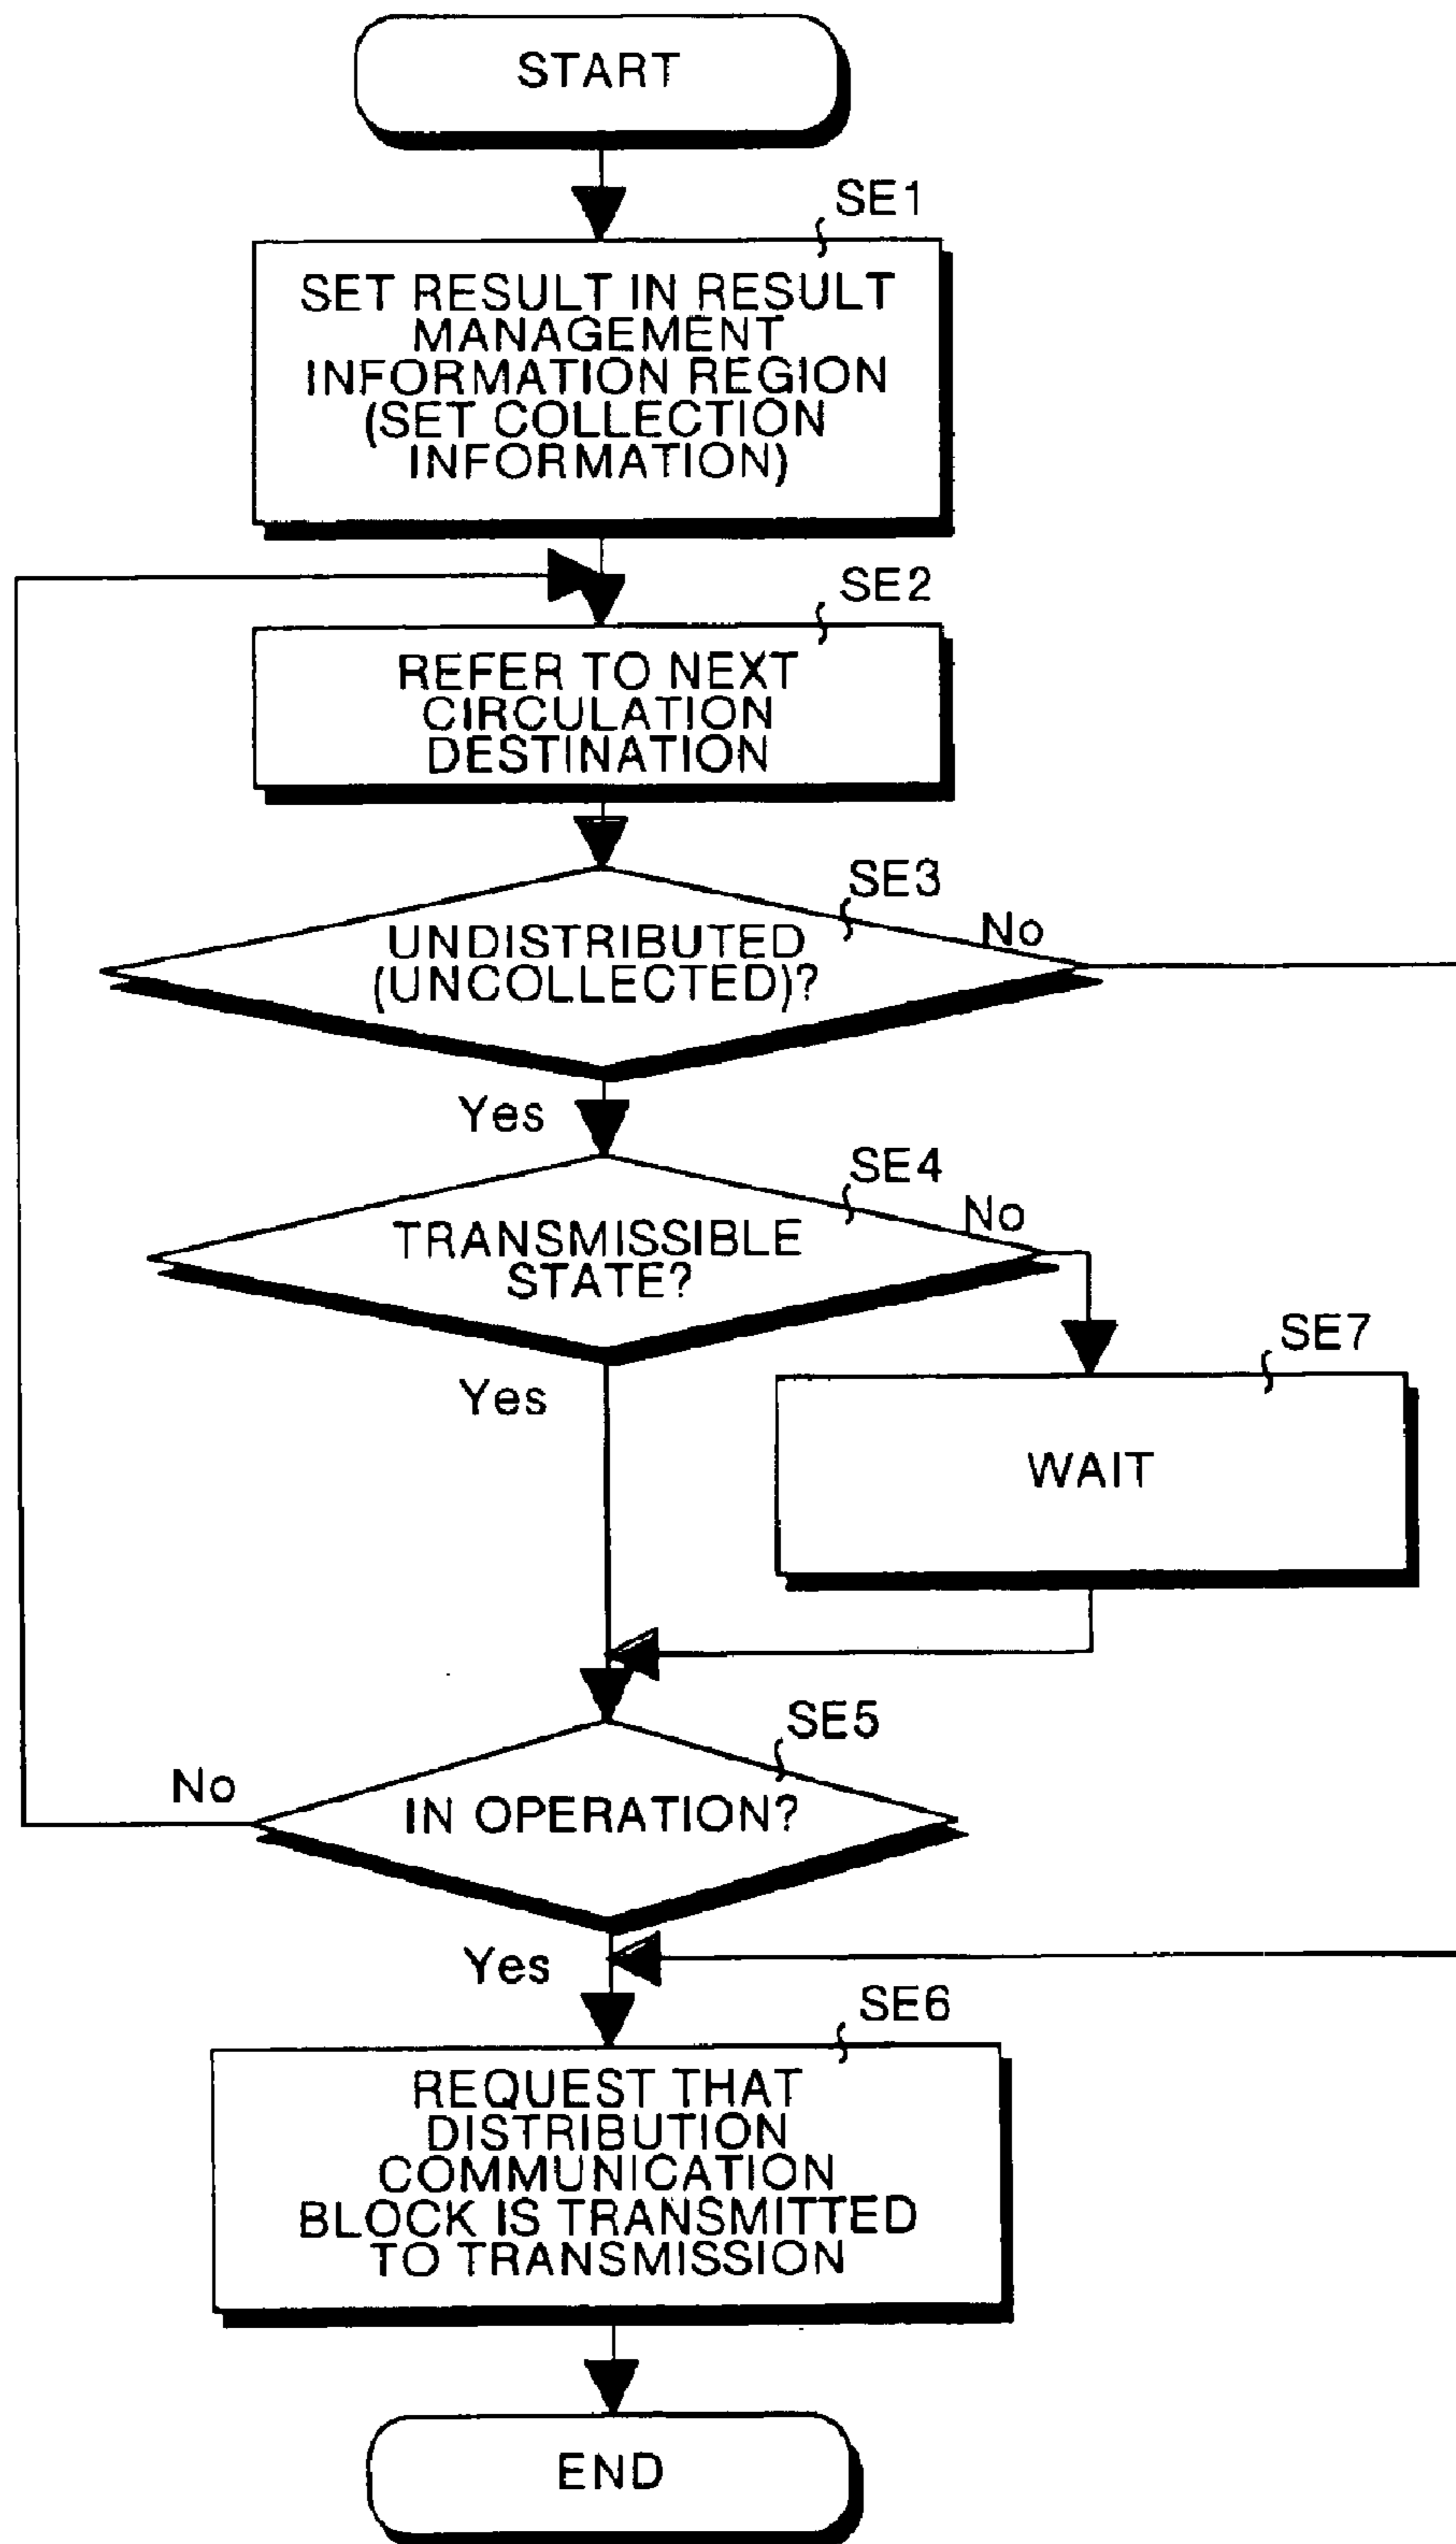 START
SE1
SET RESULT IN RESULT
MANAGEMENT
INFORMATION REGION
(SET COLLECTION
INFORMATION)
SE2
REFER TO NEXT
CIRCULATION
DESTINATION
SE3
UNDISTRIBUTED
(UNCOLLECTED)?
No
Yes
SE4
TRANSMISSIBLE
STATE?
No
Yes
SE7
WAIT
SE5
IN OPERATION?
No
Yes
SE6
REQUEST THAT
DISTRIBUTION
COMMUNICATION
BLOCK IS TRANSMITTED
TO TRANSMISSION
END